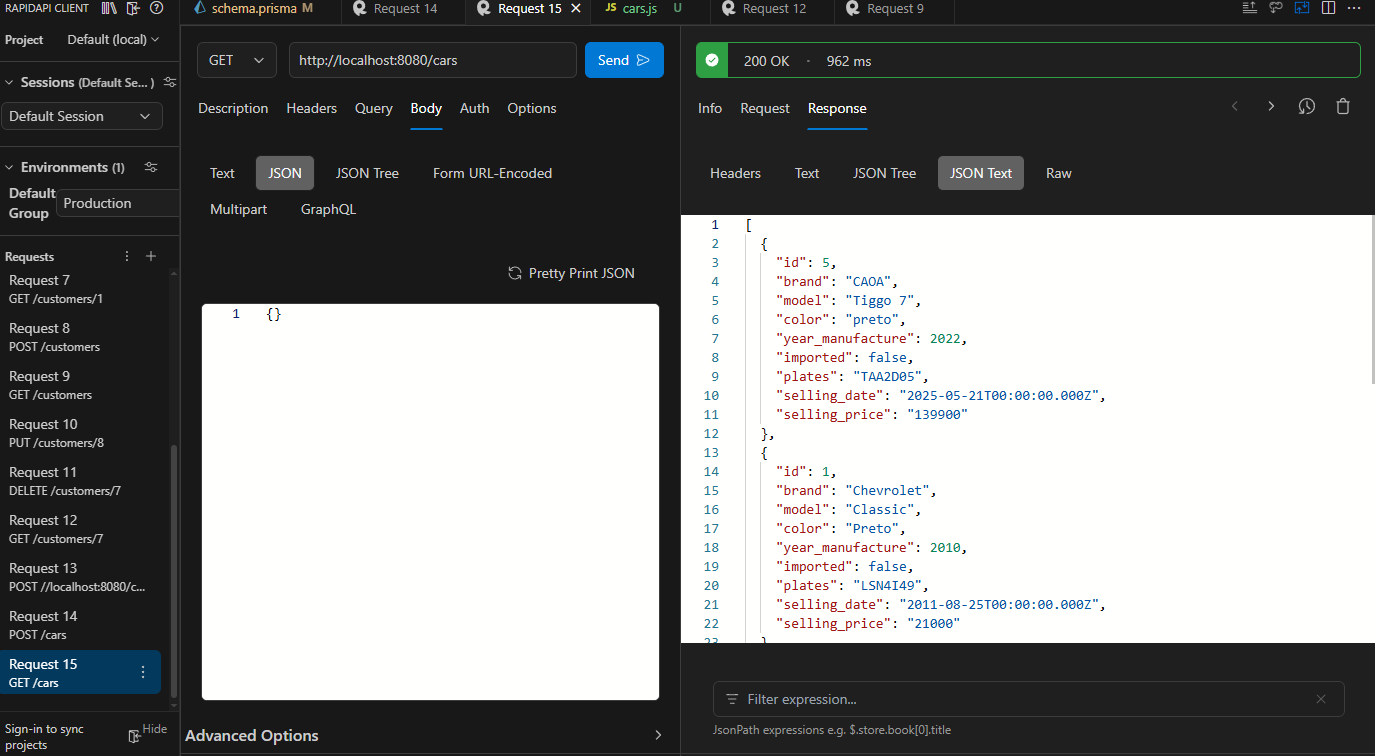 RAPIDAPI CLIENT
schema.prisma M
Request 14
Request 15
JS cars.js U
Request 12
Request 9
Project
Default (local)
Sessions (Default Se... )
Default Session
Environments (1)
Default Group
Production
Requests
Request 7
GET /customers/1
Request 8
POST /customers
Request 9
GET /customers
Request 10
PUT /customers/8
Request 11
DELETE /customers/7
Request 12
GET /customers/7
Request 13
POST //localhost:8080/c...
Request 14
POST /cars
Request 15
GET /cars
Sign-in to sync
projects
Hide
GET
http://localhost:8080/cars
Send
Description Headers Query Body Auth Options
Text JSON JSON Tree Form URL-Encoded
Multipart GraphQL
Pretty Print JSON
1 {}
Advanced Options
200 OK · 962 ms
Info Request Response
Headers Text JSON Tree JSON Text Raw
1 [
2 {
3 "id": 5,
4 "brand": "CAOA",
5 "model": "Tiggo 7",
6 "color": "preto",
7 "year_manufacture": 2022,
8 "imported": false,
9 "plates": "TAA2D05",
10 "selling_date": "2025-05-21T00:00:00.000Z",
11 "selling_price": "139900"
12 },
13 {
14 "id": 1,
15 "brand": "Chevrolet",
16 "model": "Classic",
17 "color": "Preto",
18 "year_manufacture": 2010,
19 "imported": false,
20 "plates": "LSN4I49",
21 "selling_date": "2011-08-25T00:00:00.000Z",
22 "selling_price": "21000"
23 }
Filter expression...
JsonPath expressions e.g. $.store.book[0].title